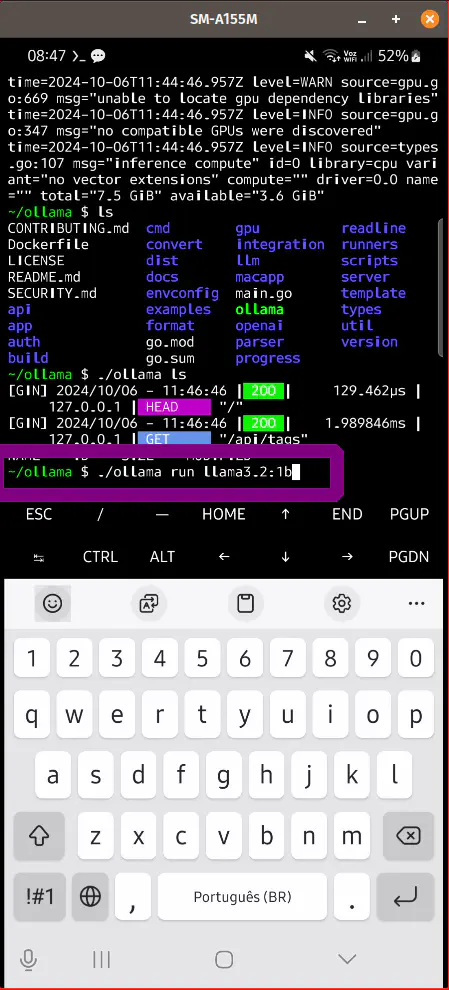 SM-A155M
08:47 >_ 52%
time=2024-10-06T11:44:46.957Z level=WARN source=gpu.g
o:669 msg="unable to locate gpu dependency libraries"
time=2024-10-06T11:44:46.957Z level=INFO source=gpu.g
o:347 msg="no compatible GPUs were discovered"
time=2024-10-06T11:44:46.957Z level=INFO source=types
.go:107 msg="inference compute" id=0 library=cpu vari
ant="no vector extensions" compute="" driver=0.0 name
="" total="7.5 GiB" available="3.6 GiB"
~/ollama $ ls
CONTRIBUTING.md cmd gpu readline
Dockerfile convert integration runners
LICENSE dist llm scripts
README.md docs macapp server
SECURITY.md envconfig main.go template
api examples ollama types
app format openai util
auth go.mod parser version
build go.sum progress
~/ollama $ ./ollama ls
[GIN] 2024/10/06 - 11:46:46 | 200 | 129.462µs |
127.0.0.1 | HEAD "/"
[GIN] 2024/10/06 - 11:46:46 | 200 | 1.989846ms |
127.0.0.1 | GET "/api/tags"
NAME ID SIZE MODIFIED
~/ollama $ ./ollama run llama3.2:1b
ESC / — HOME ↑ END PGUP
↹ CTRL ALT ← ↓ → PGDN
1 2 3 4 5 6 7 8 9 0
q w e r t y u i o p
a s d f g h j k l
z x c v b n m
!#1 , Português (BR) .